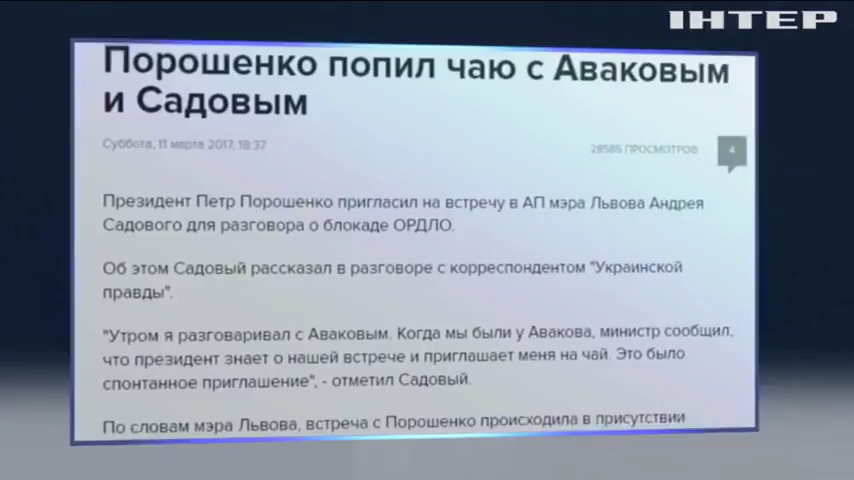 ІНТЕР
Порошенко попил чаю с Аваковым
и Садовым
Суббота, 11 марта 2017, 18:37
28585 ПРОСМОТРОВ
4
Президент Петр Порошенко пригласил на встречу в АП мэра Львова Андрея
Садового для разговора о блокаде ОРДЛО.
Об этом Садовый рассказал в разговоре с корреспондентом "Украинской
правды".
"Утром я разговаривал с Аваковым. Когда мы были у Авакова, министр сообщил,
что президент знает о нашей встрече и приглашает меня на чай. Это было
спонтанное приглашение", - отметил Садовый.
По словам мэра Львова, встреча с Порошенко происходила в присутствии